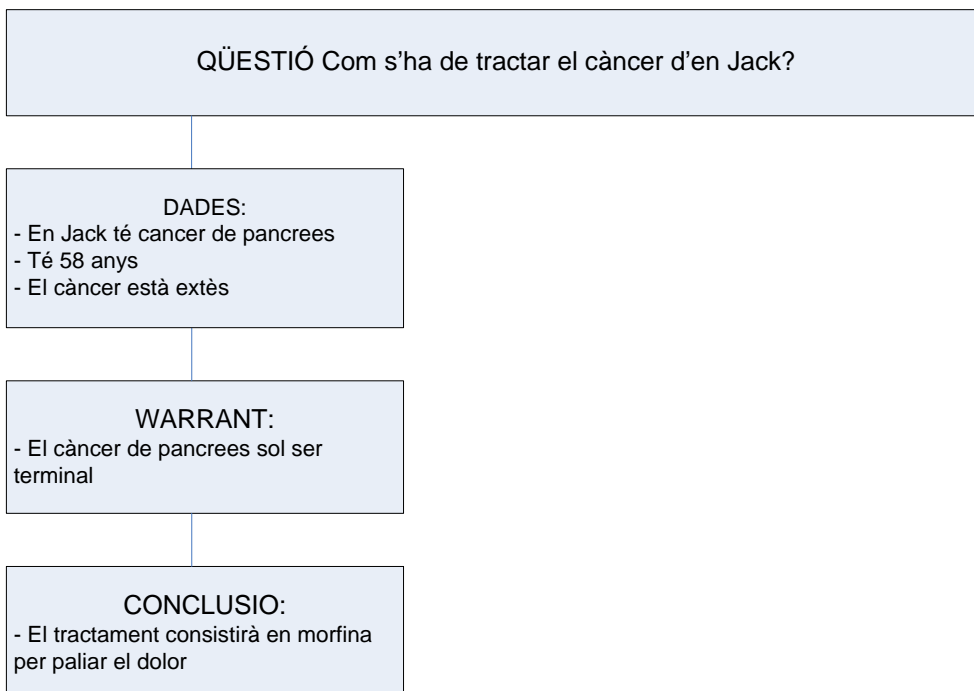 QÜESTIÓ Com s'ha de tractar el càncer d'en Jack?
DADES:
- En Jack té cancer de pancrees
- Té 58 anys
- El càncer està extès
WARRANT:
- El càncer de pancrees sol ser
terminal
CONCLUSIO:
- El tractament consistirà en morfina
per paliar el dolor